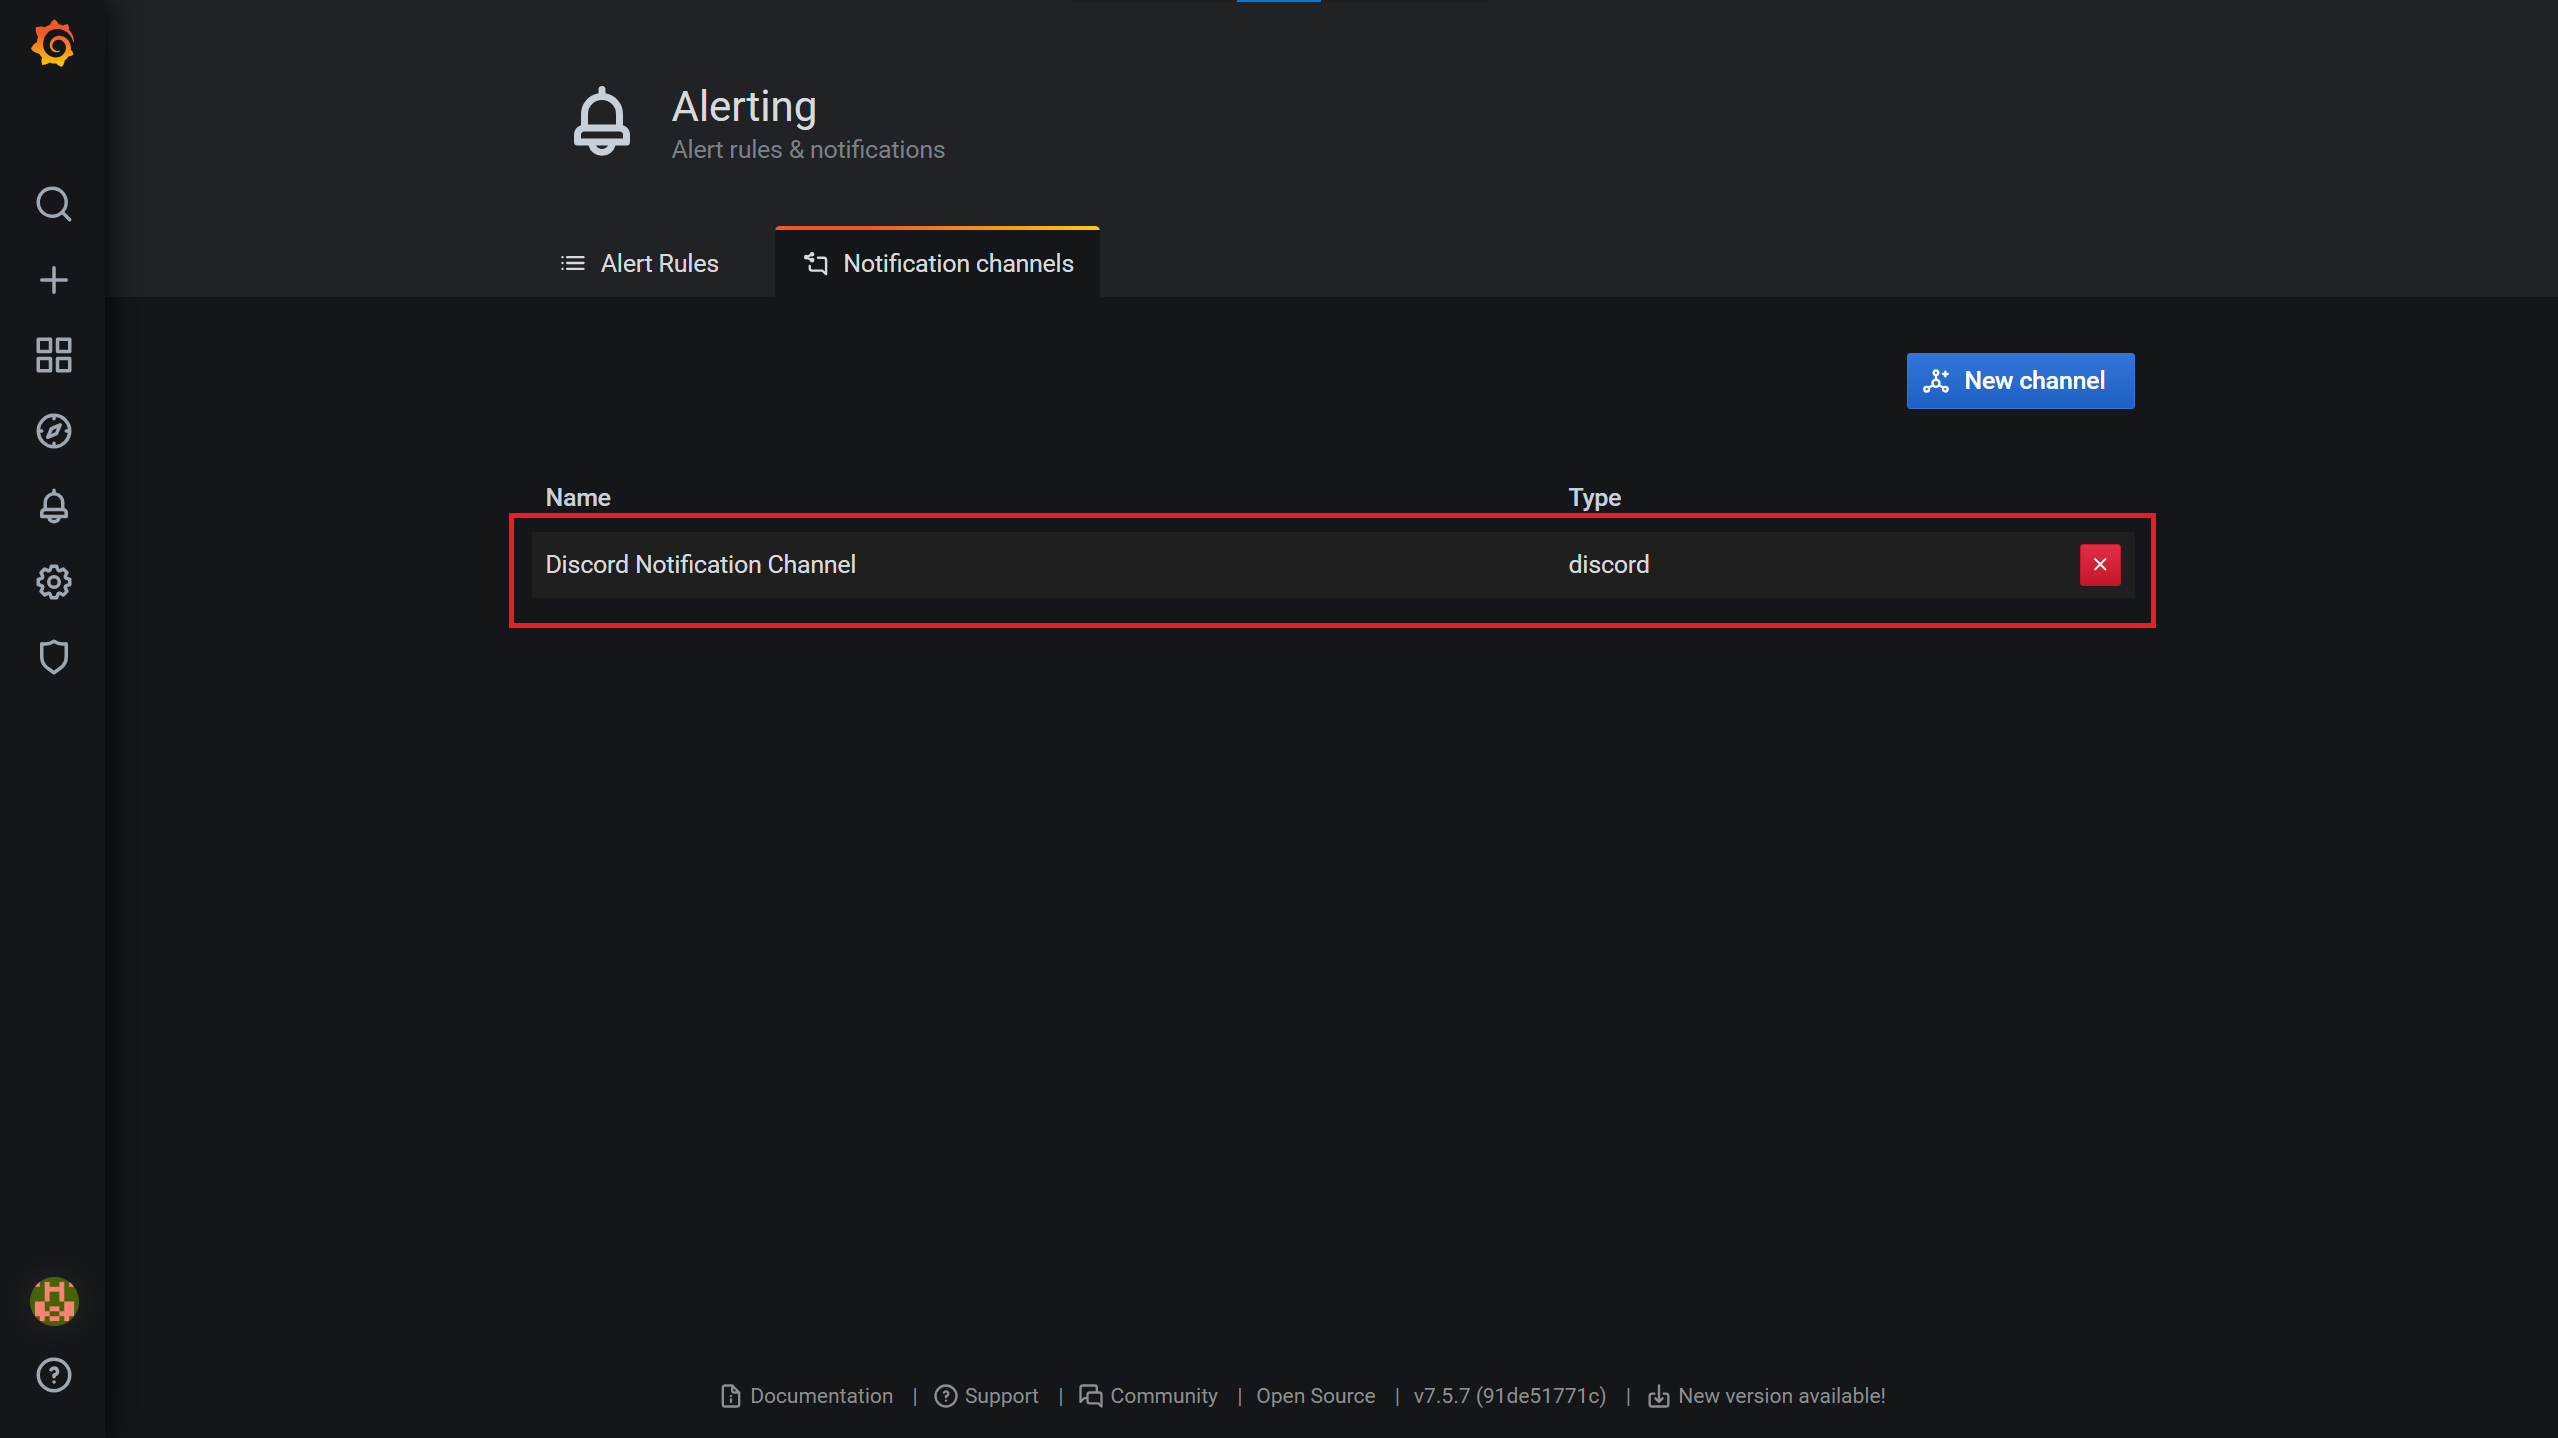 Alerting
Alert rules & notifications
Alert Rules
Notification channels
New channel
Name Type
Discord Notification Channel discord
Documentation | Support | Community | Open Source | v7.5.7 (91de51771c) | New version available!